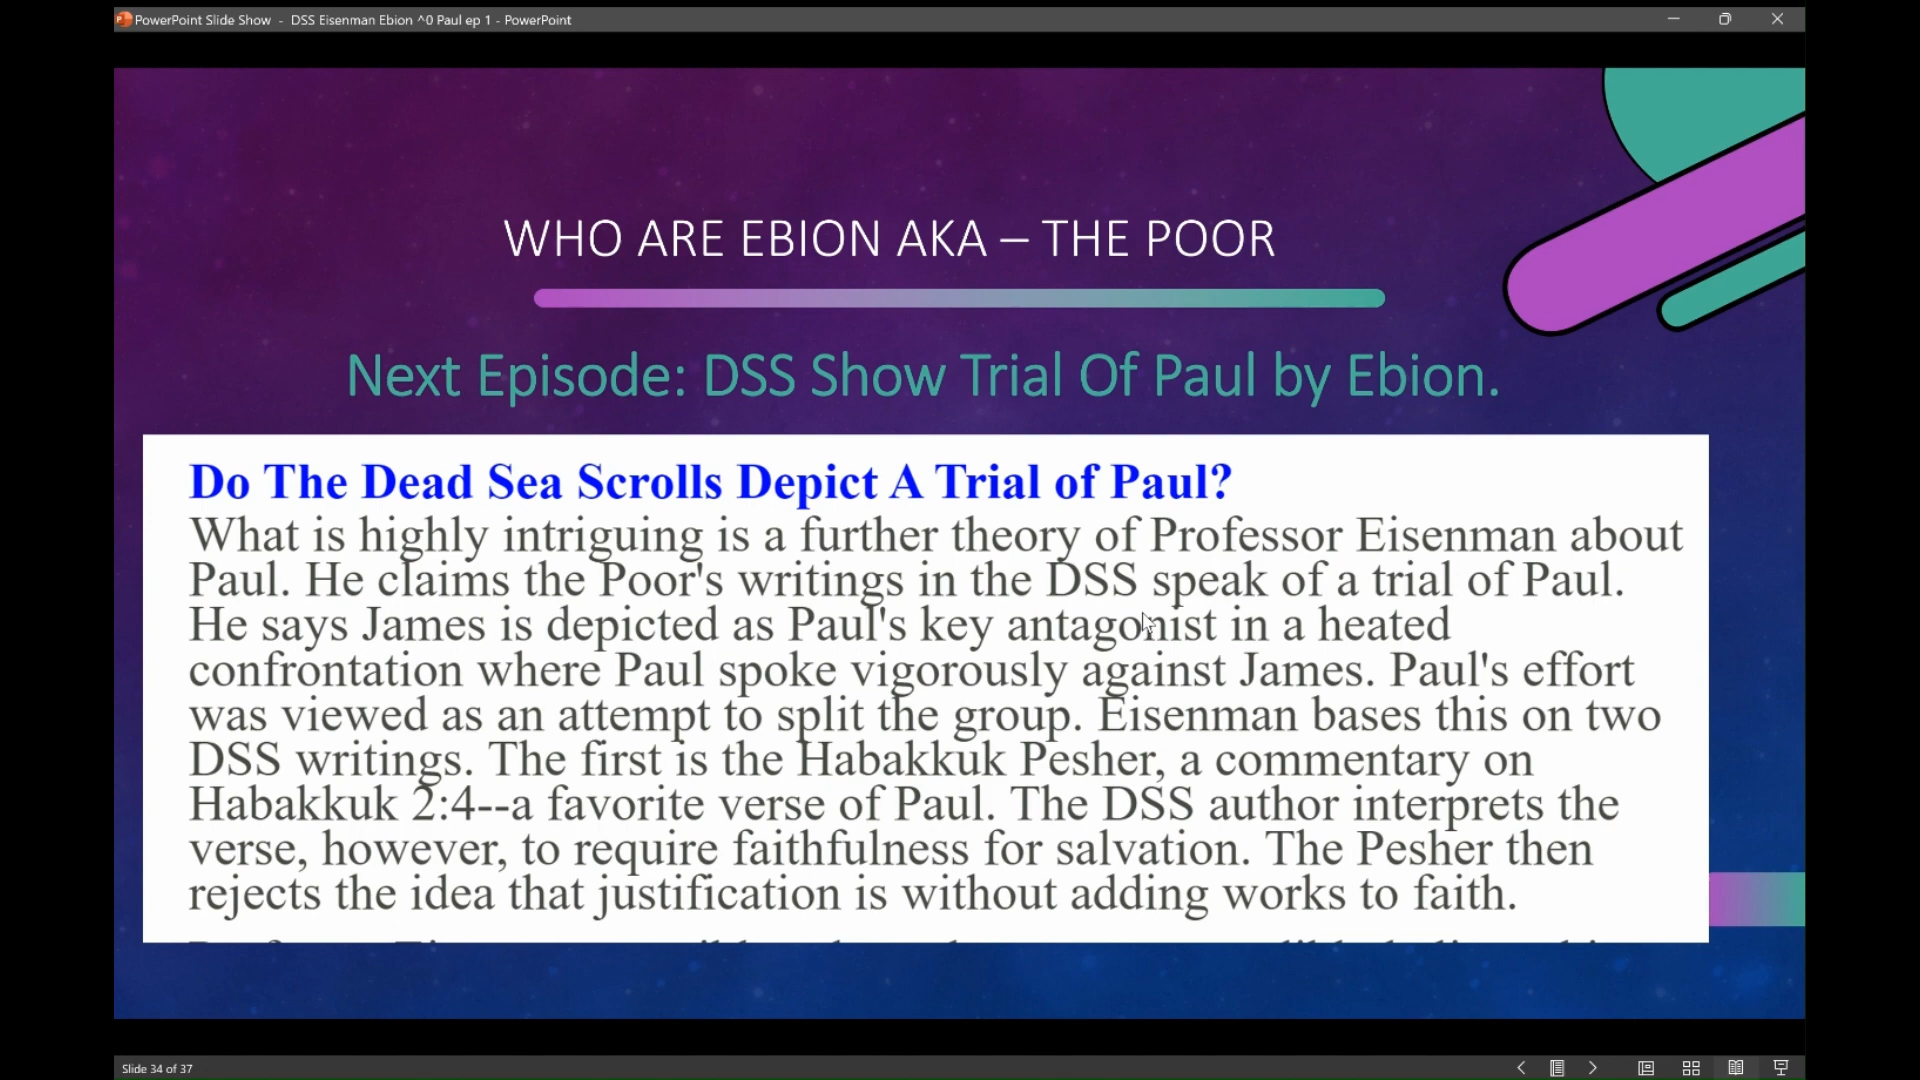 PowerPoint Slide Show - DSS Eisenman Ebion ^0 Paul ep 1 - PowerPoint
WHO ARE EBION AKA – THE POOR
Next Episode: DSS Show Trial Of Paul by Ebion.
Do The Dead Sea Scrolls Depict A Trial of Paul?
What is highly intriguing is a further theory of Professor Eisenman about
Paul. He claims the Poor's writings in the DSS speak of a trial of Paul.
He says James is depicted as Paul's key antagonist in a heated
confrontation where Paul spoke vigorously against James. Paul's effort
was viewed as an attempt to split the group. Eisenman bases this on two
DSS writings. The first is the Habakkuk Pesher, a commentary on
Habakkuk 2:4--a favorite verse of Paul. The DSS author interprets the
verse, however, to require faithfulness for salvation. The Pesher then
rejects the idea that justification is without adding works to faith.
Slide 34 of 37